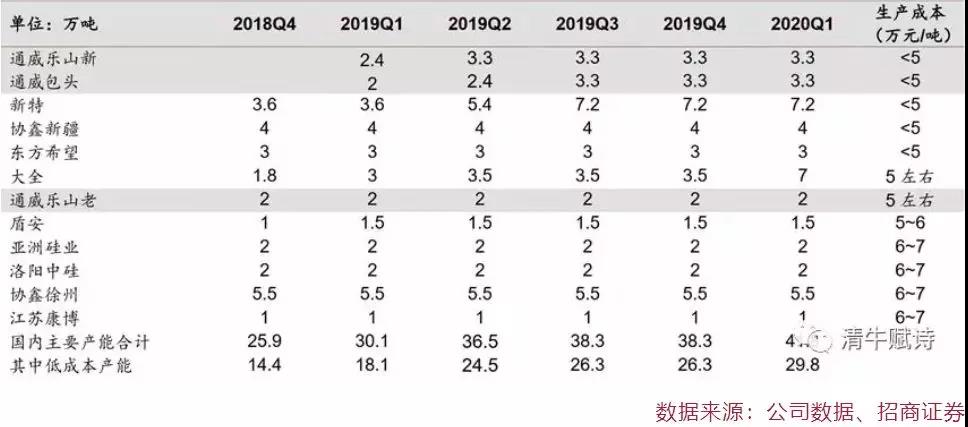 单位：万吨 2018Q4 2019Q1 2019Q2 2019Q3 2019Q4 2020Q1 生产成本（万元/吨）
通威乐山新 2.4 3.3 3.3 3.3 3.3 <5
通威包头 2 2.4 3.3 3.3 3.3 <5
新特 3.6 3.6 5.4 7.2 7.2 7.2 <5
协鑫新疆 4 4 4 4 4 4 <5
东方希望 3 3 3 3 3 3 <5
大全 1.8 3 3.5 3.5 3.5 7 5 左右
通威乐山老 2 2 2 2 2 2 5 左右
盾安 1 1.5 1.5 1.5 1.5 1.5 5~6
亚洲硅业 2 2 2 2 2 2 6~7
洛阳中硅 2 2 2 2 2 2 6~7
协鑫徐州 5.5 5.5 5.5 5.5 5.5 5.5 6~7
江苏康博 1 1 1 1 1 1 6~7
国内主要产能合计 25.9 30.1 36.5 38.3 38.3
其中低成本产能 14.4 18.1 24.5 26.3 26.3 29.8
清牛赋诗
数据来源：公司数据、招商证券